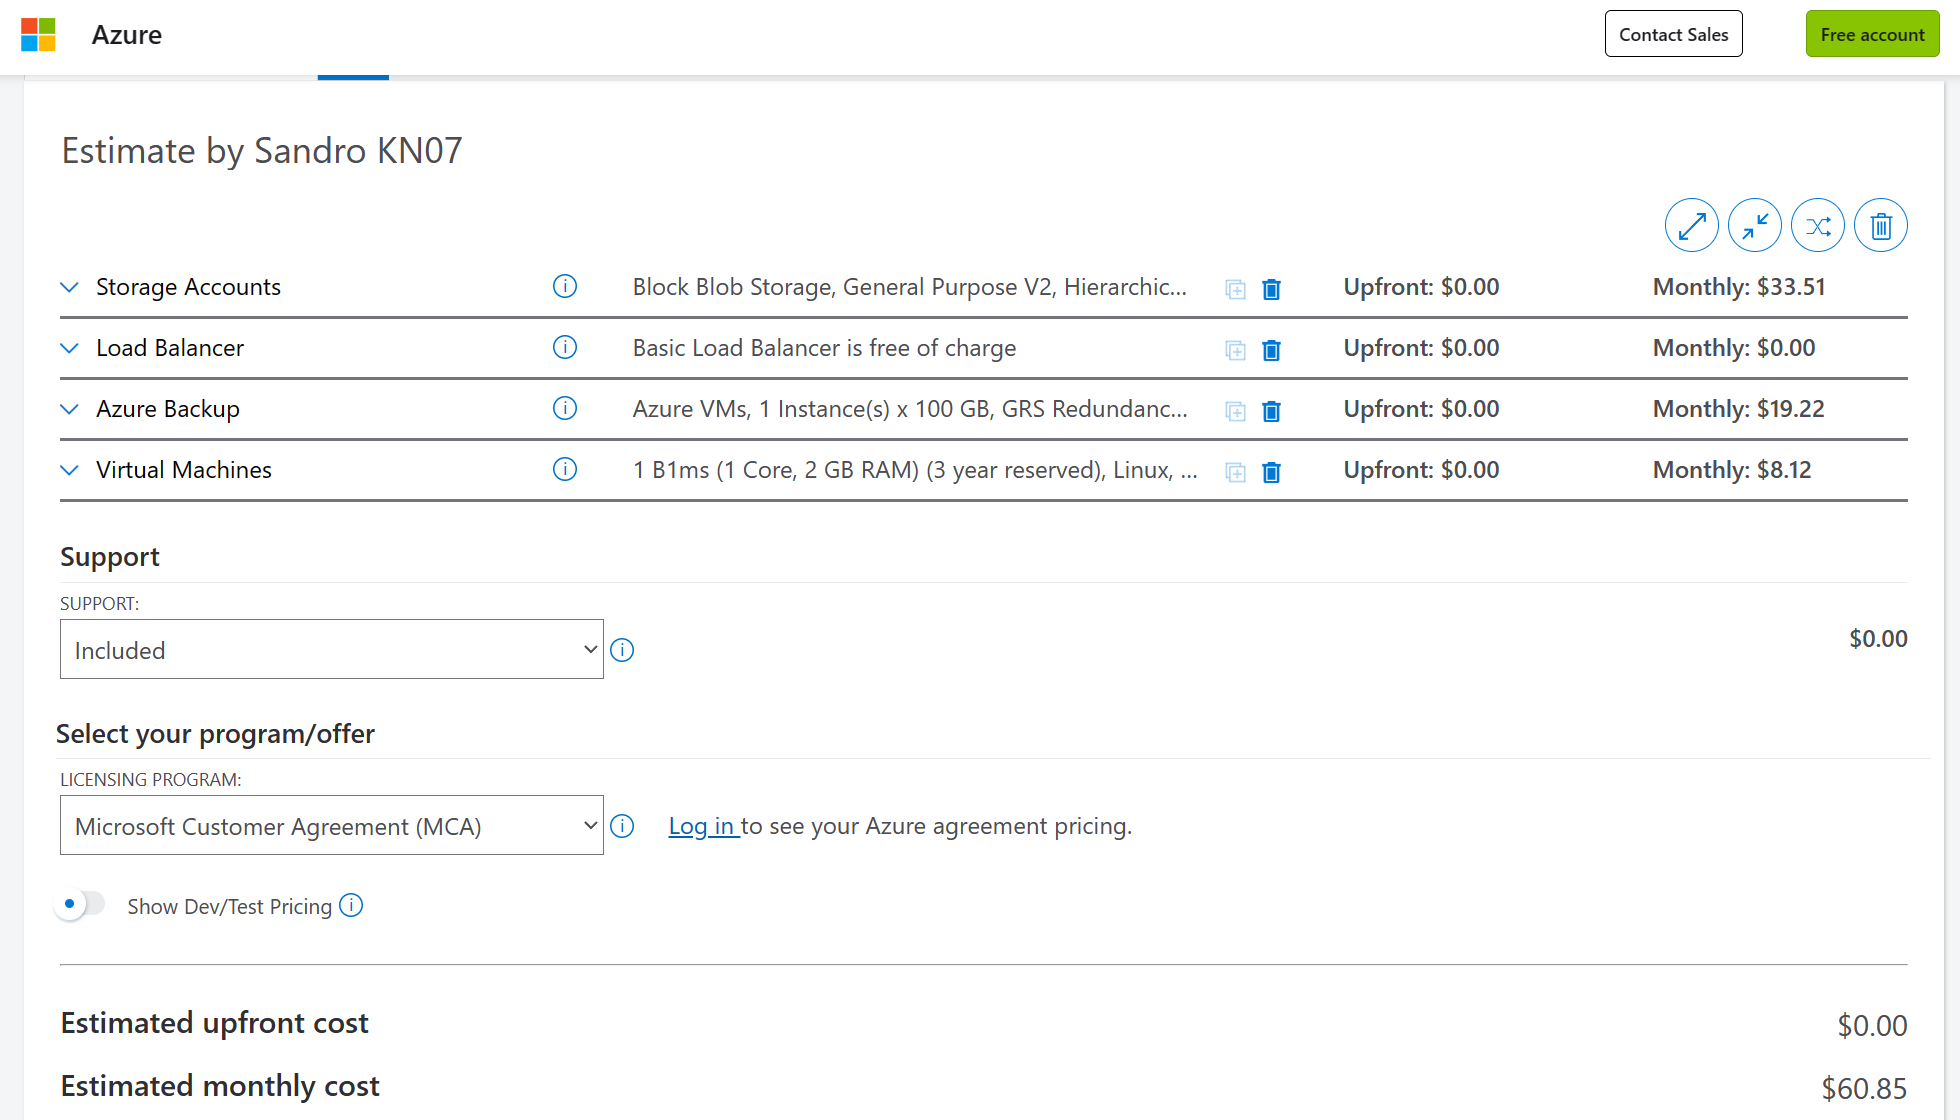 Azure
Contact Sales
Free account
Estimate by Sandro KN07
Storage Accounts Block Blob Storage, General Purpose V2, Hierarchic... Upfront: $0.00 Monthly: $33.51
Load Balancer Basic Load Balancer is free of charge Upfront: $0.00 Monthly: $0.00
Azure Backup Azure VMs, 1 Instance(s) x 100 GB, GRS Redundanc... Upfront: $0.00 Monthly: $19.22
Virtual Machines 1 B1ms (1 Core, 2 GB RAM) (3 year reserved), Linux, ... Upfront: $0.00 Monthly: $8.12
Support
SUPPORT:
Included
$0.00
Select your program/offer
LICENSING PROGRAM:
Microsoft Customer Agreement (MCA)
Log in to see your Azure agreement pricing.
Show Dev/Test Pricing
Estimated upfront cost $0.00
Estimated monthly cost $60.85